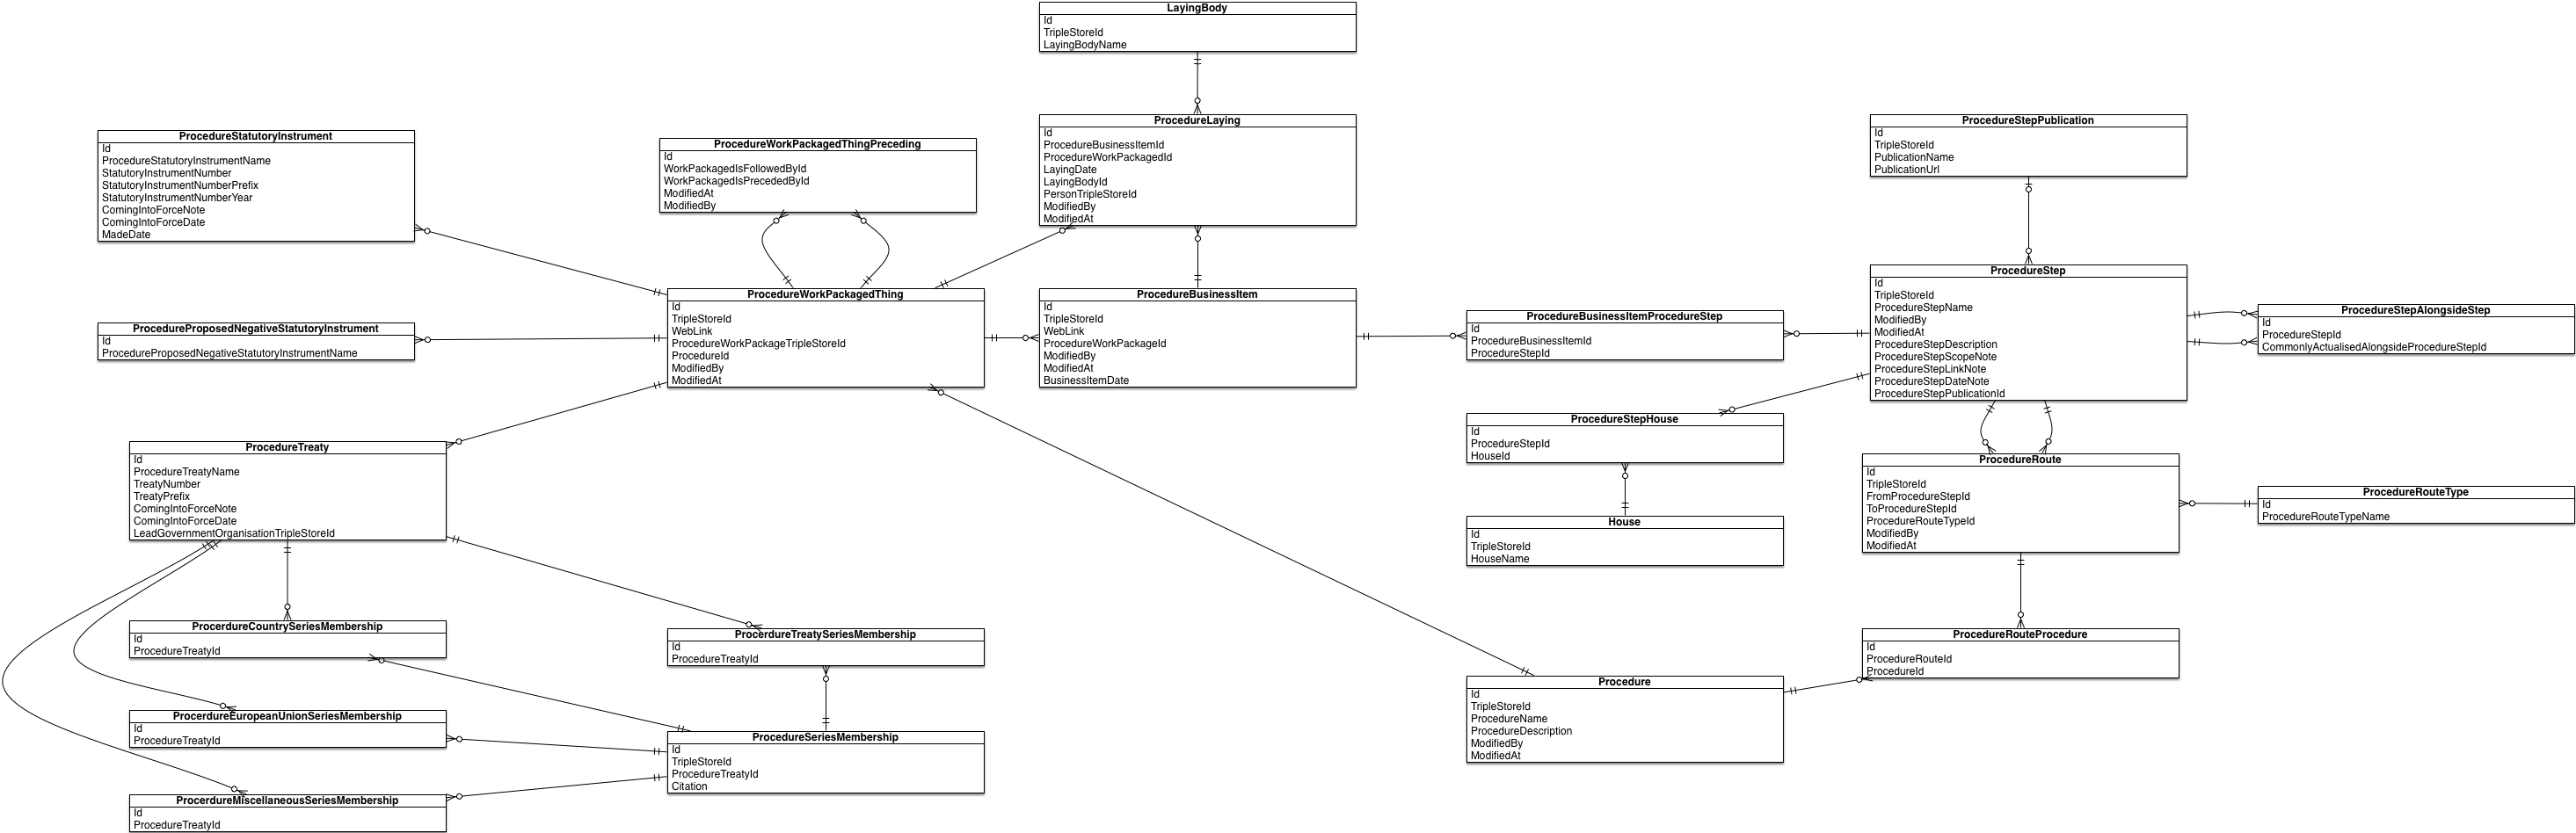 LayingBody
Id
TripleStoreId
LayingBodyName
ProcedureLaying
Id
ProcedureBusinessItemId
ProcedureWorkPackagedId
LayingDate
LayingBodyId
PersonTripleStoreId
ModifiedBy
ModifiedAt
ProcedureStepPublication
Id
TripleStoreId
PublicationName
PublicationUrl
ProcedureStatutoryInstrument
Id
ProcedureStatutoryInstrumentName
StatutoryInstrumentNumber
StatutoryInstrumentNumberPrefix
StatutoryInstrumentNumberYear
ComingIntoForceNote
ComingIntoForceDate
MadeDate
ProcedureWorkPackagedThingPreceding
Id
WorkPackagedIsFollowedById
WorkPackagedIsPrecededById
ModifiedAt
ModifiedBy
ProcedureStep
Id
TripleStoreId
ProcedureStepName
ModifiedBy
ModifiedAt
ProcedureStepDescription
ProcedureStepScopeNote
ProcedureStepLinkNote
ProcedureStepDateNote
ProcedureStepPublicationId
ProcedureWorkPackagedThing
Id
TripleStoreId
WebLink
ProcedureWorkPackageTripleStoreId
ProcedureId
ModifiedBy
ModifiedAt
ProcedureBusinessItem
Id
TripleStoreId
WebLink
ProcedureWorkPackageId
ModifiedBy
ModifiedAt
BusinessItemDate
ProcedureStepAlongsideStep
Id
ProcedureStepId
CommonlyActualisedAlongsideProcedureStepId
ProcedureBusinessItemProcedureStep
Id
ProcedureBusinessItemId
ProcedureStepId
ProcedureProposedNegativeStatutoryInstrument
Id
ProcedureProposedNegativeStatutoryInstrumentName
ProcedureStepHouse
Id
ProcedureStepId
HouseId
ProcedureTreaty
Id
ProcedureTreatyName
TreatyNumber
TreatyPrefix
ComingIntoForceNote
ComingIntoForceDate
LeadGovernmentOrganisationTripleStoreId
ProcedureRoute
Id
TripleStoreId
FromProcedureStepId
ToProcedureStepId
ProcedureRouteTypeId
ModifiedBy
ModifiedAt
ProcedureRouteType
Id
ProcedureRouteTypeName
House
Id
TripleStoreId
HouseName
ProcerdureCountrySeriesMembership
Id
ProcedureTreatyId
ProcerdureTreatySeriesMembership
Id
ProcedureTreatyId
ProcedureRouteProcedure
Id
ProcedureRouteId
ProcedureId
Procedure
Id
TripleStoreId
ProcedureName
ProcedureDescription
ModifiedBy
ModifiedAt
ProcerdureEuropeanUnionSeriesMembership
Id
ProcedureTreatyId
ProcedureSeriesMembership
Id
TripleStoreId
ProcedureTreatyId
Citation
ProcerdureMiscellaneousSeriesMembership
Id
ProcedureTreatyId